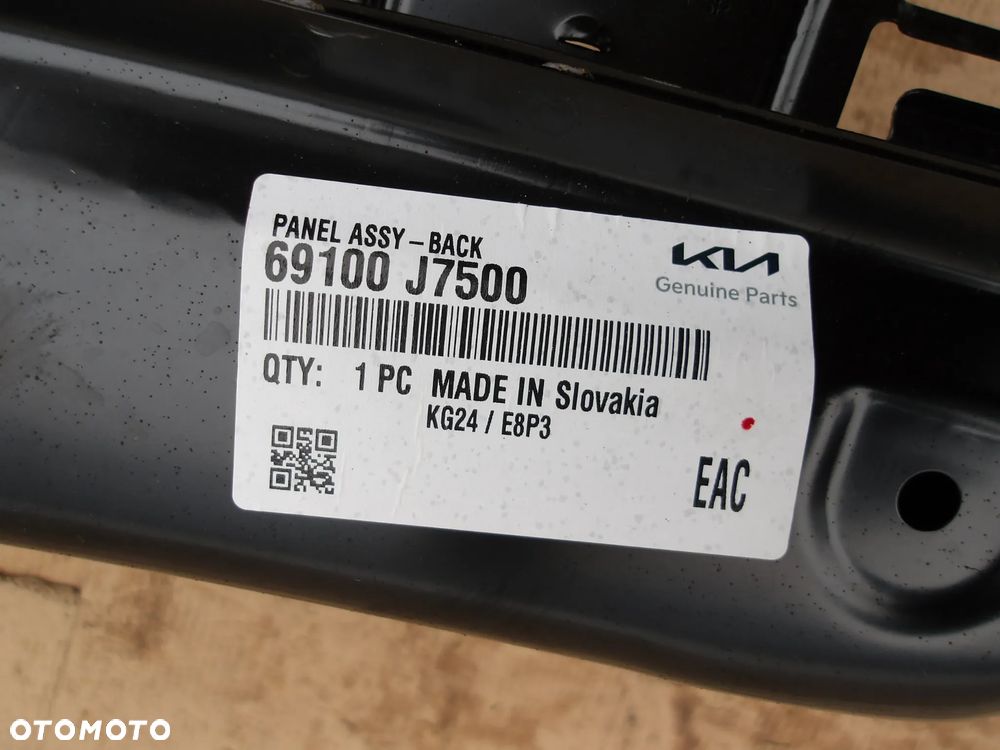 PANEL ASSY-BACK
69100 J7500
KIA
Genuine Parts
QTY: 1 PC MADE IN Slovakia
KG24 / E8P3
EAC
OTOMOTO